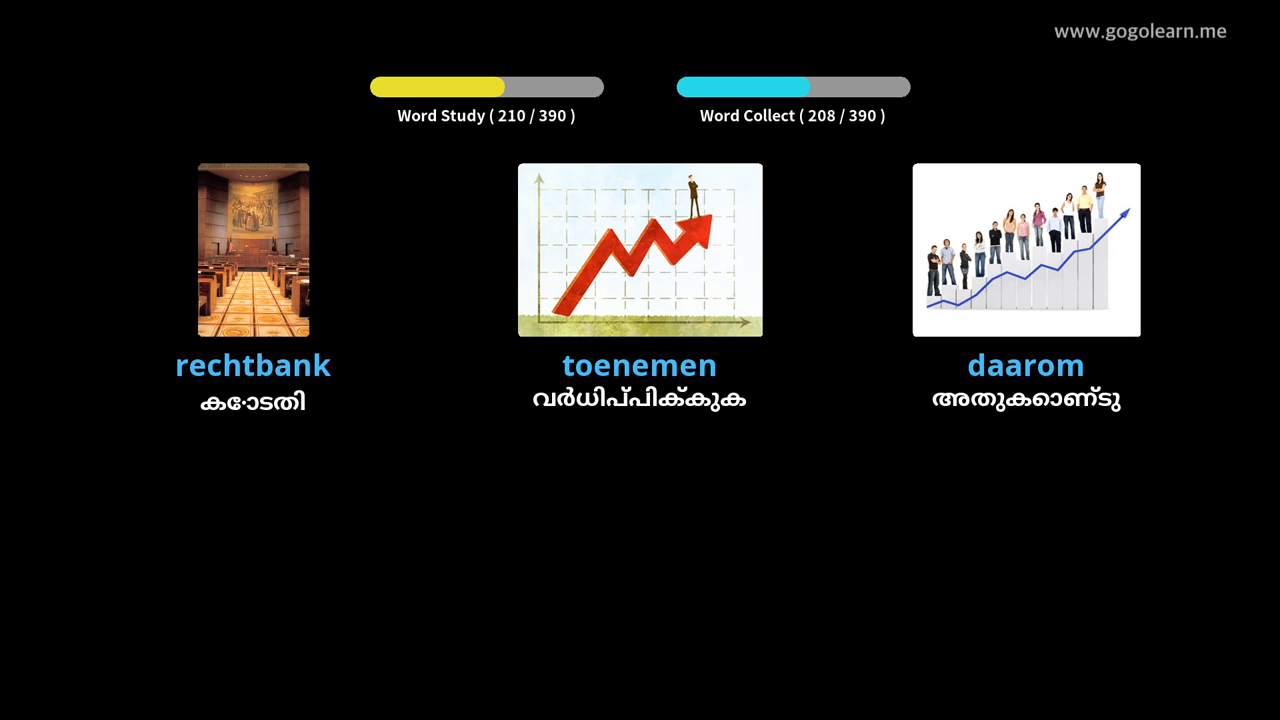 www.gogolearn.me
Word Study ( 210 / 390 )
Word Collect ( 208 / 390 )
rechtbank
toenemen
daarom
കോടതി
വർധിപ്പിക്കുക
അതുകൊണ്ടു